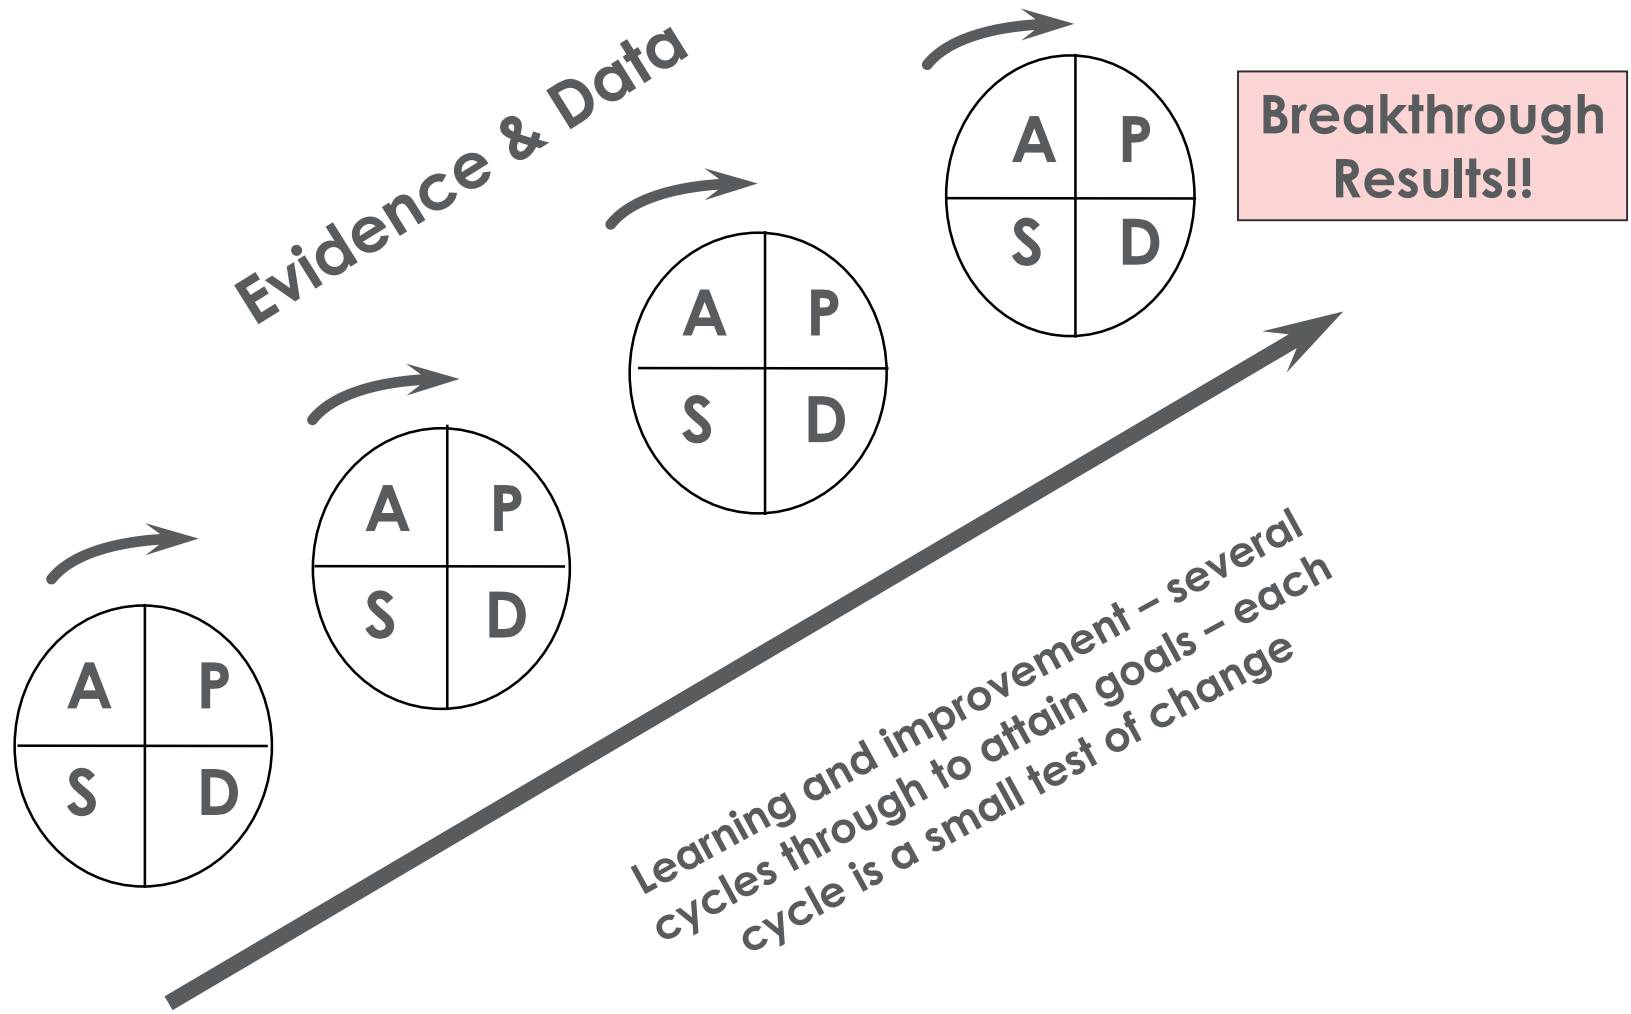 Evidence & Data
A P
S D
A P
S D
A P
S D
A P
S D
Breakthrough
Results!!
Learning and improvement – several
cycles through to attain goals – each
cycle is a small test of change